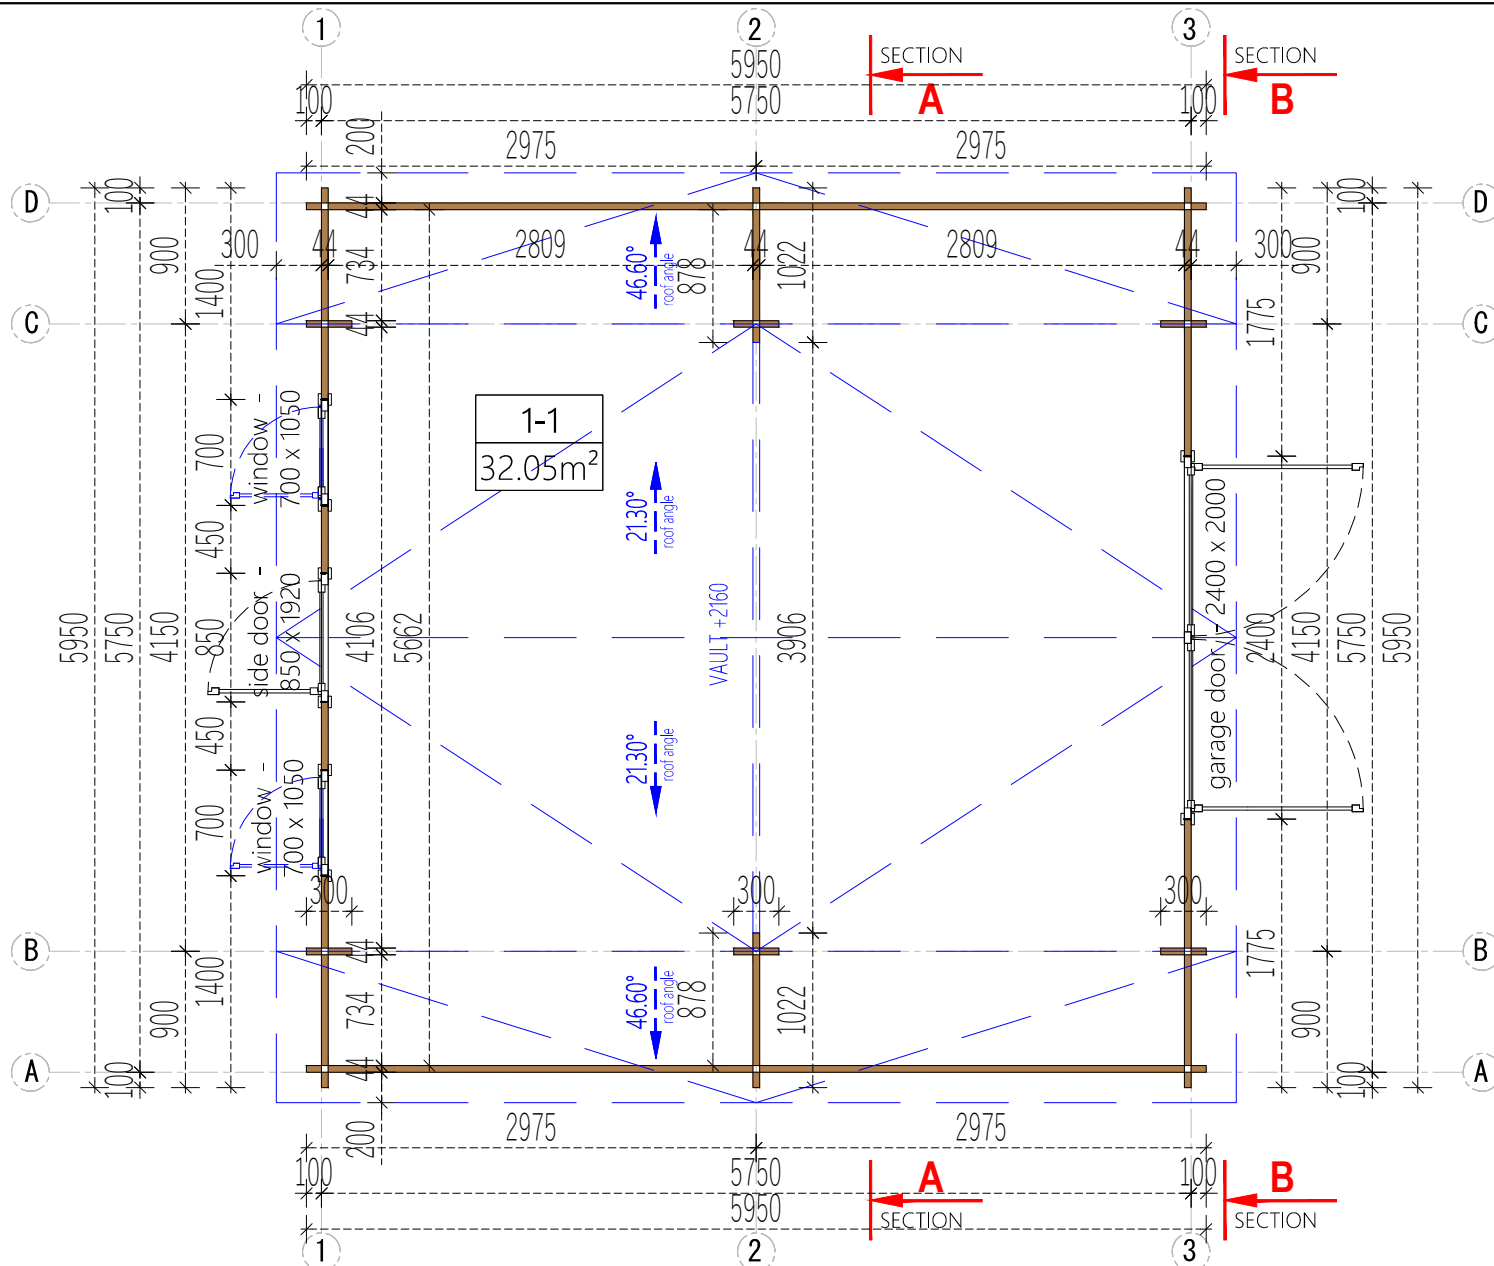 1
2
3
SECTION
SECTION
A
B
5950
100
5750
100
200
2975
2975
D
D
100
44
100
300
44
2809
44
2809
44
300
900
1400
734
46.60°
roof angle
878
1022
900
C
C
44
1775
1-1
32.05m²
window -
700 x 1050
700
21.30°
roof angle
450
side door -
850 x 1920
5950
5750
4150
850
4106
5662
VAULT +2160
3906
garage door - 2400 x 2000
2400
4150
5750
5950
450
21.30°
roof angle
window -
700 x 1050
700
300
300
300
B
B
44
1775
1400
900
734
46.60°
roof angle
878
1022
900
A
A
100
44
100
200
2975
2975
100
5750
100
5950
A
B
SECTION
SECTION
1
2
3